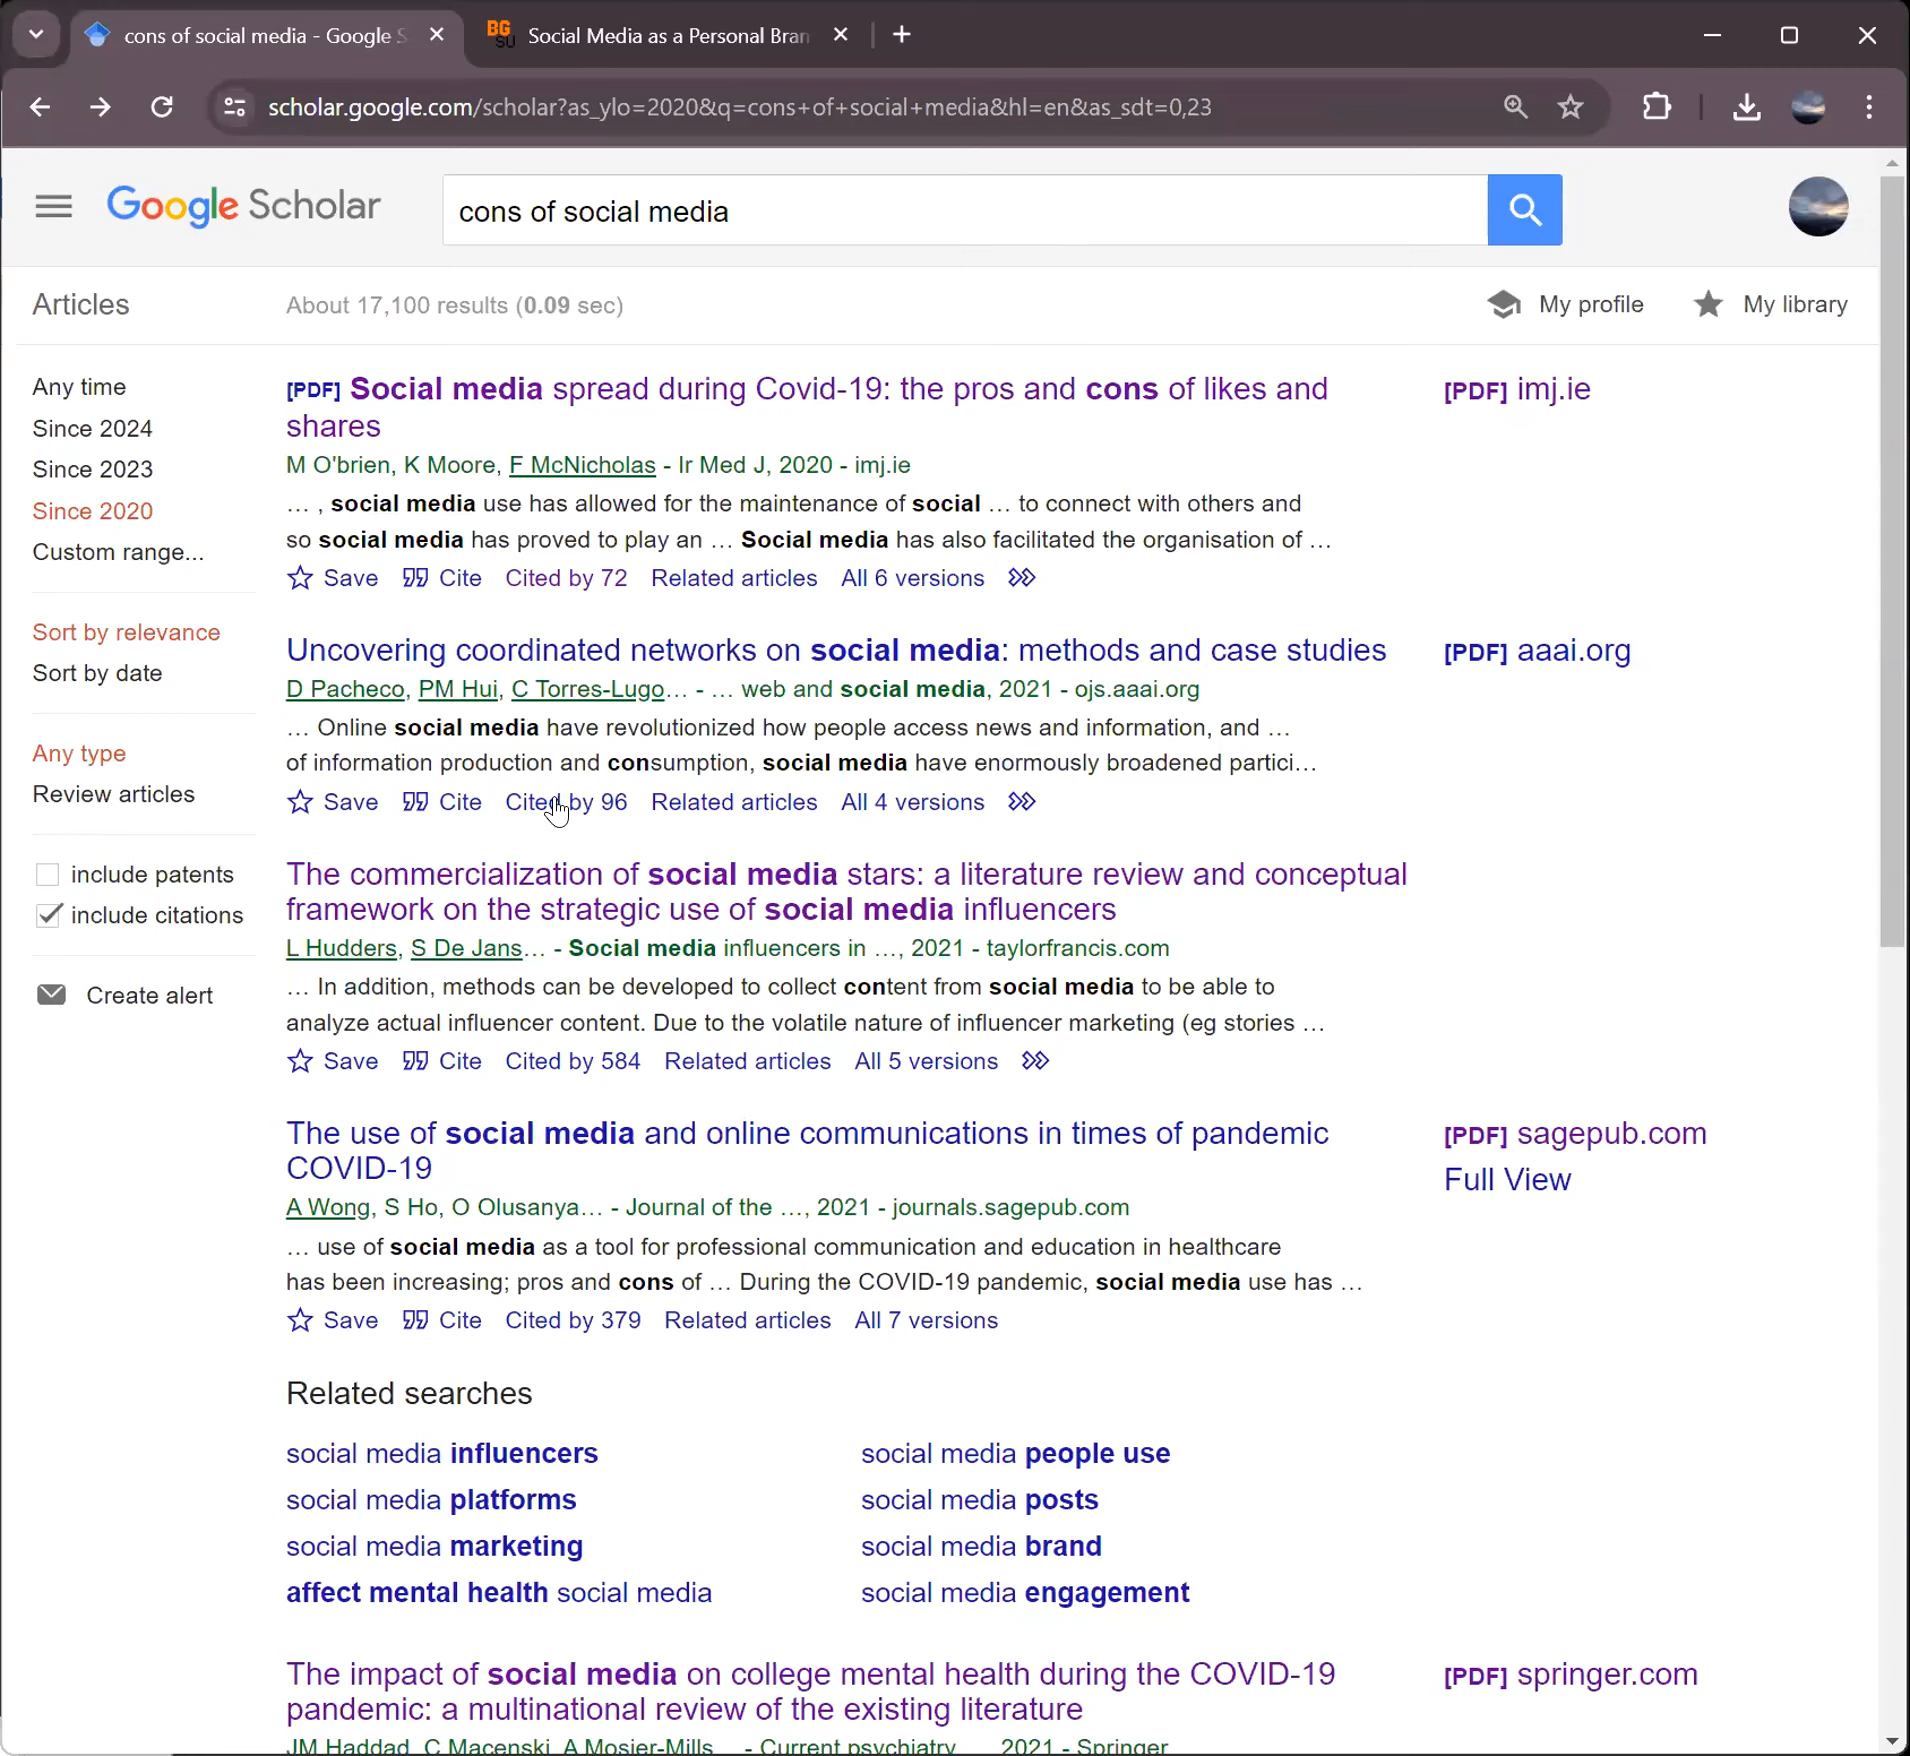 cons of social media - Google S
BGSU Social Media as a Personal Bran
scholar.google.com/scholar?as_ylo=2020&q=cons+of+social+media&hl=en&as_sdt=0,23
Google Scholar
cons of social media
Articles
About 17,100 results (0.09 sec)
My profile
My library
Any time
Since 2024
Since 2023
Since 2020
Custom range...
Sort by relevance
Sort by date
Any type
Review articles
include patents
include citations
Create alert
[PDF] Social media spread during Covid-19: the pros and cons of likes and
shares
M O'brien, K Moore, F McNicholas - Ir Med J, 2020 - imj.ie
… , social media use has allowed for the maintenance of social … to connect with others and
so social media has proved to play an … Social media has also facilitated the organisation of …
Save Cite Cited by 72 Related articles All 6 versions
[PDF] imj.ie
Uncovering coordinated networks on social media: methods and case studies
D Pacheco, PM Hui, C Torres-Lugo… - … web and social media, 2021 - ojs.aaai.org
… Online social media have revolutionized how people access news and information, and …
of information production and consumption, social media have enormously broadened partici…
Save Cite Cited by 96 Related articles All 4 versions
[PDF] aaai.org
The commercialization of social media stars: a literature review and conceptual
framework on the strategic use of social media influencers
L Hudders, S De Jans… - Social media influencers in …, 2021 - taylorfrancis.com
… In addition, methods can be developed to collect content from social media to be able to
analyze actual influencer content. Due to the volatile nature of influencer marketing (eg stories …
Save Cite Cited by 584 Related articles All 5 versions
The use of social media and online communications in times of pandemic
COVID-19
A Wong, S Ho, O Olusanya… - Journal of the …, 2021 - journals.sagepub.com
… use of social media as a tool for professional communication and education in healthcare
has been increasing; pros and cons of … During the COVID-19 pandemic, social media use has …
Save Cite Cited by 379 Related articles All 7 versions
[PDF] sagepub.com
Full View
Related searches
social media influencers
social media platforms
social media marketing
affect mental health social media
social media people use
social media posts
social media brand
social media engagement
The impact of social media on college mental health during the COVID-19
pandemic: a multinational review of the existing literature
JM Haddad, C Macenski, A Mosier-Mills… - Current psychiatry …, 2021 - Springer
[PDF] springer.com